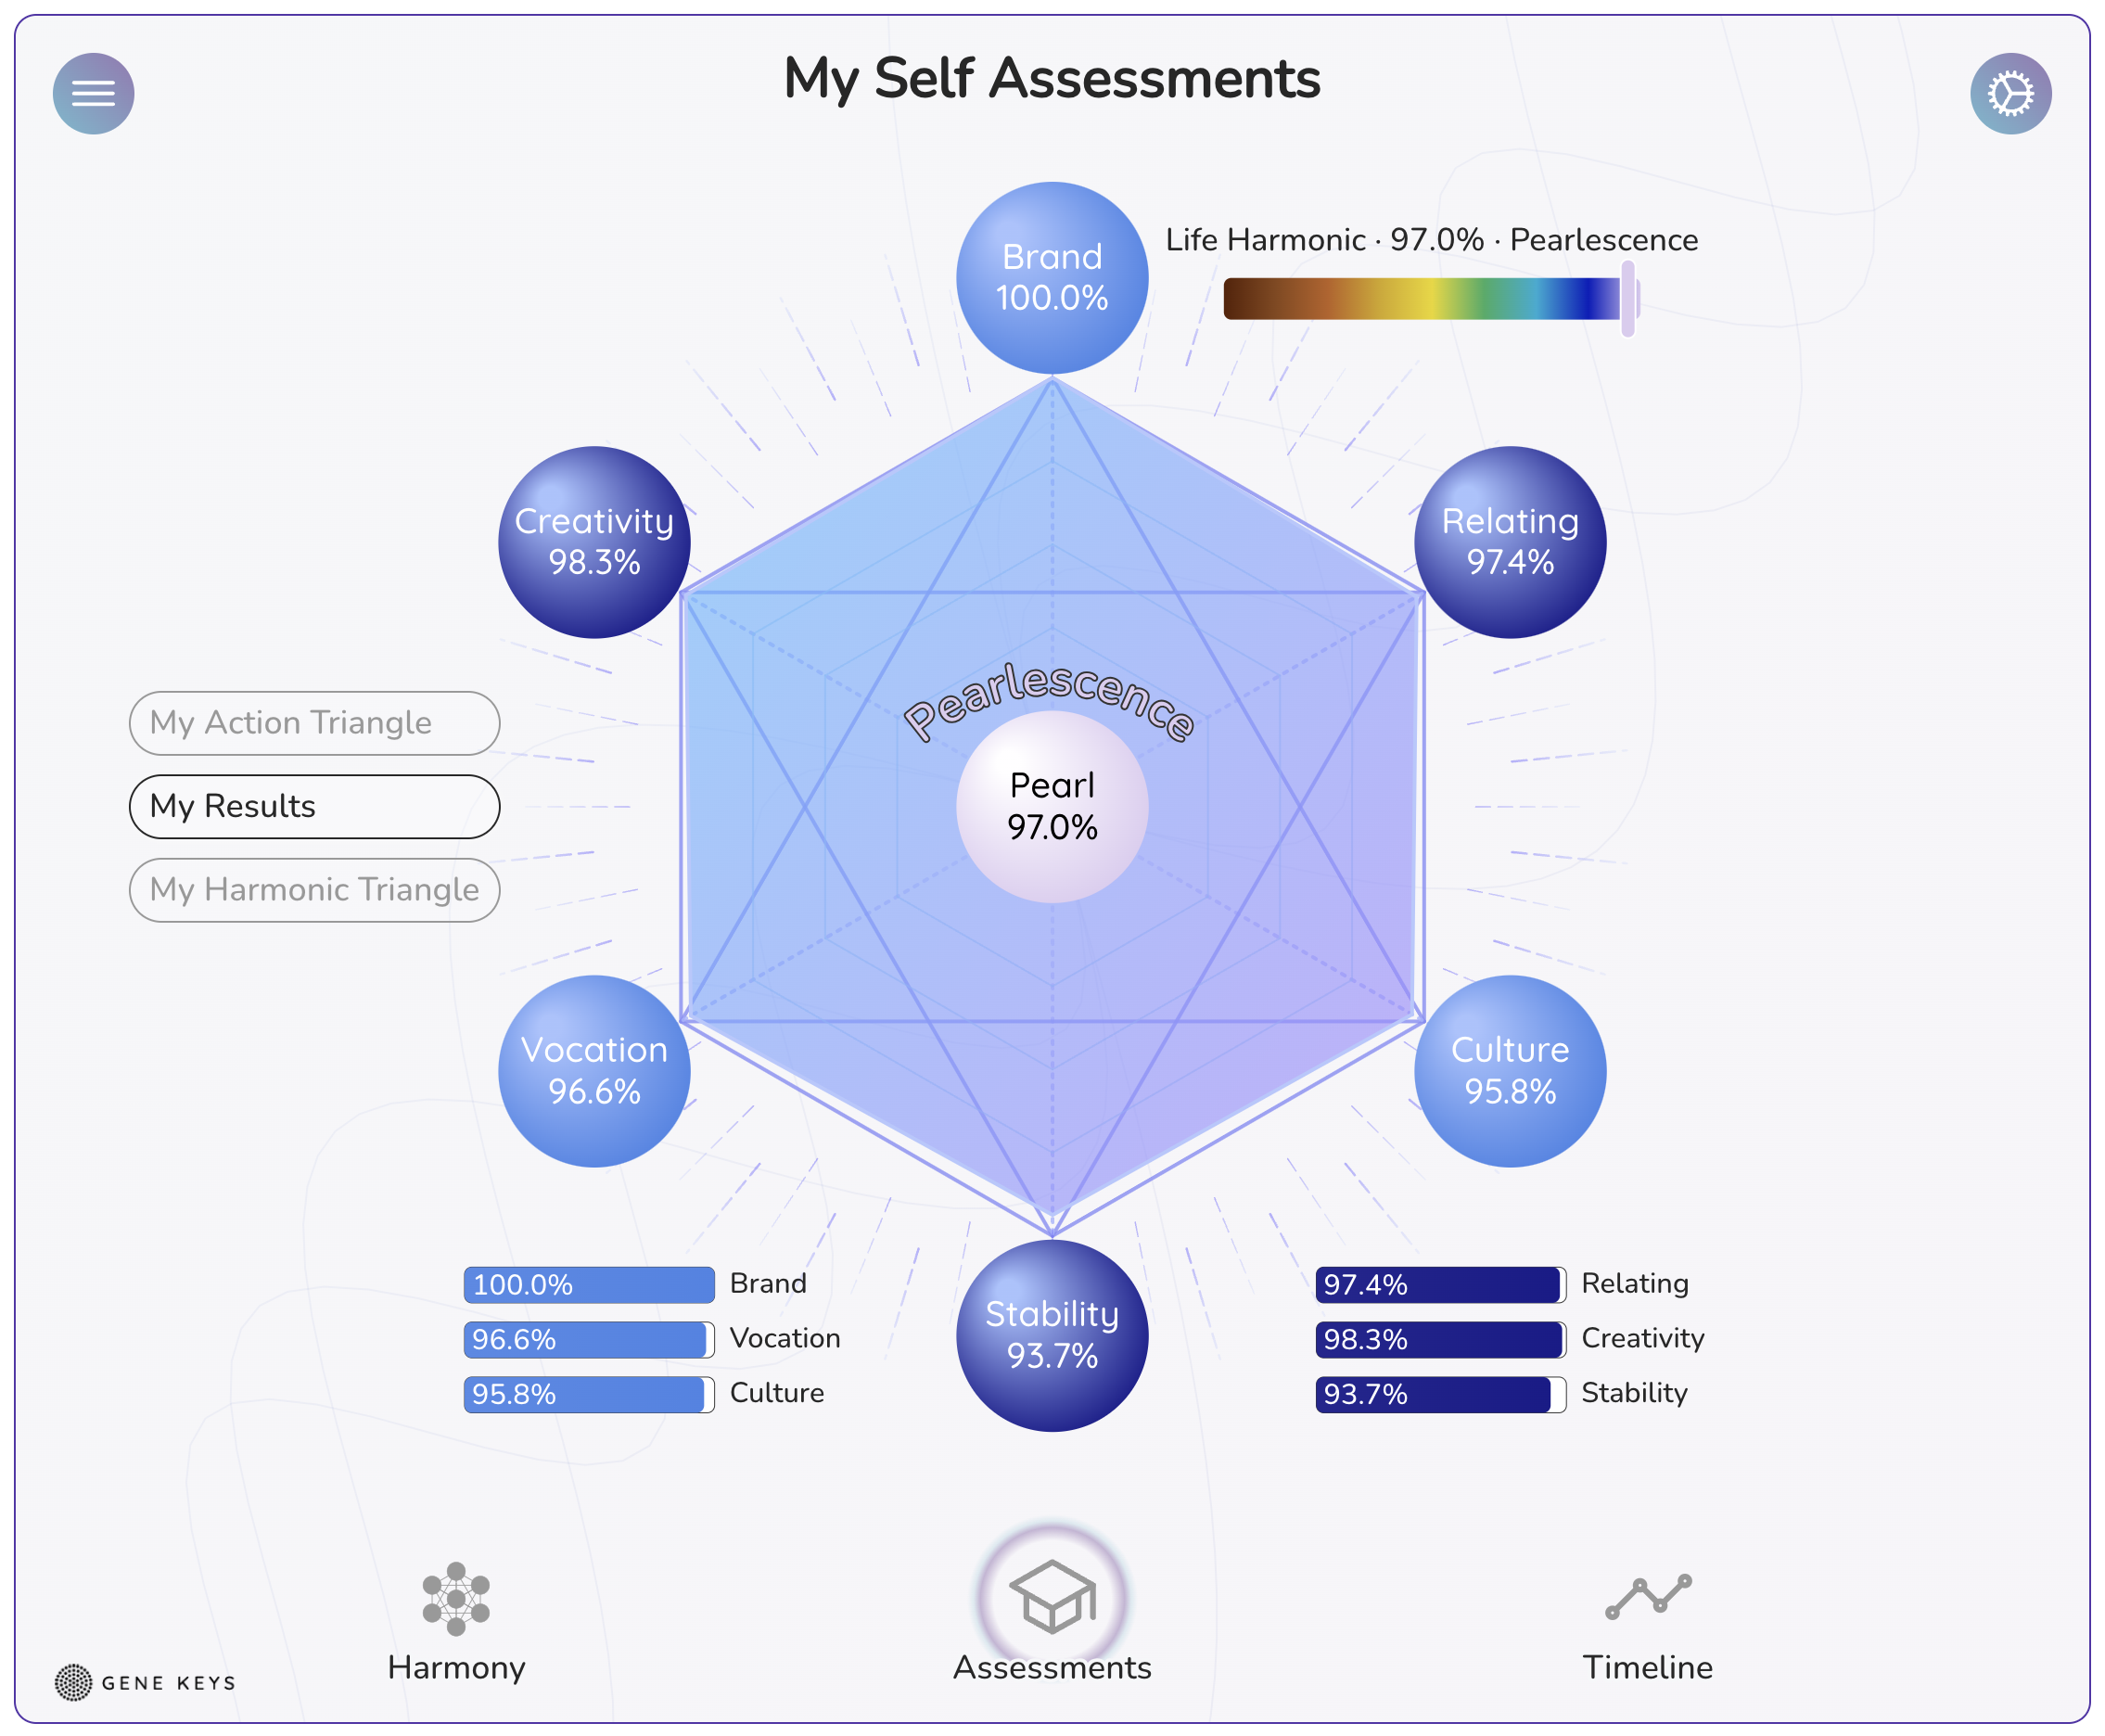 My Self Assessments
Brand
100.0%
Life Harmonic · 97.0% · Pearlescence
Creativity
98.3%
Relating
97.4%
Pearlescence
Pearl
97.0%
My Action Triangle
My Results
My Harmonic Triangle
Vocation
96.6%
Culture
95.8%
Stability
93.7%
100.0% Brand
96.6% Vocation
95.8% Culture
97.4% Relating
98.3% Creativity
93.7% Stability
Harmony
Assessments
Timeline
GENE KEYS